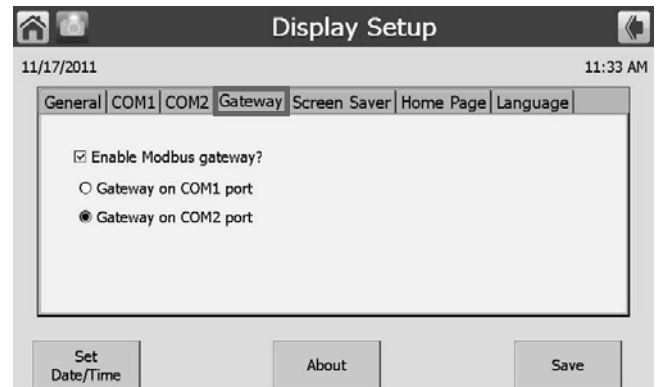 Display Setup
11/17/2011 11:33 AM
General COM1 COM2 Gateway Screen Saver Home Page Language
Enable Modbus gateway?
Gateway on COM1 port
Gateway on COM2 port
Set About Save
Date/Time